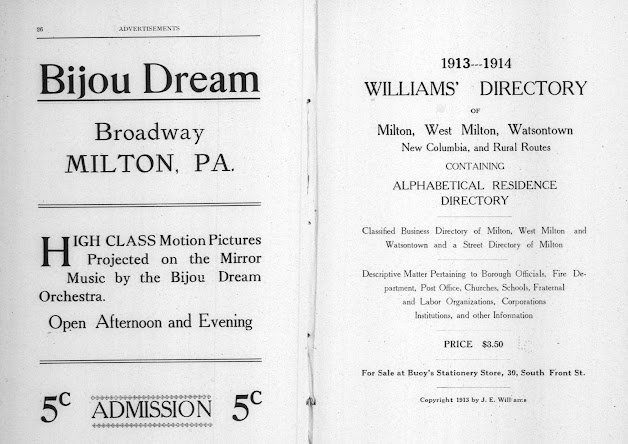 26 ADVERTISEMENTS
Bijou Dream
Broadway
MILTON, PA.
HIGH CLASS Motion Pictures
Projected on the Mirror
Music by the Bijou Dream
Orchestra.
Open Afternoon and Evening
5c ADMISSION 5c
1913---1914
WILLIAMS' DIRECTORY
OF
Milton, West Milton, Watsontown
New Columbia, and Rural Routes
CONTAINING
ALPHABETICAL RESIDENCE
DIRECTORY
Classified Business Directory of Milton, West Milton and
Watsontown and a Street Directory of Milton
Descriptive Matter Pertaining to Borough Officials, Fire De-
partment, Post Office, Churches, Schools, Fraternal
and Labor Organizations, Corporations
Institutions, and other Information
PRICE $3.50
For Sale at Bucy's Stationery Store, 39, South Front St.
Copyright 1913 by J. E. Williams